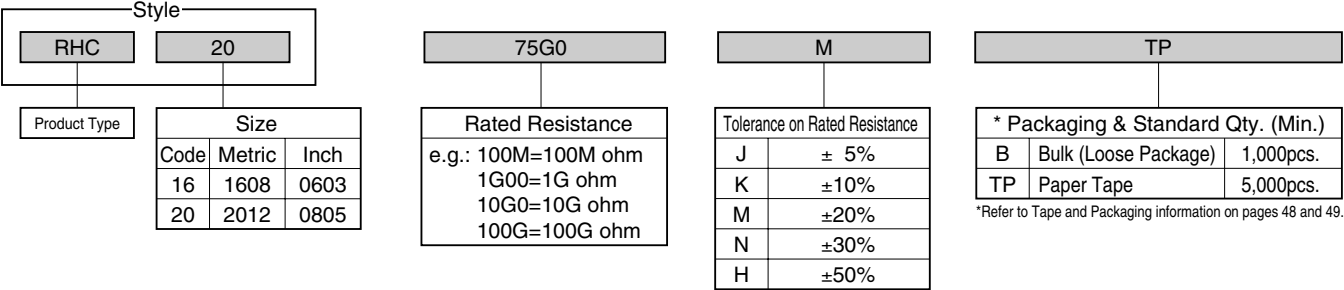 Style
RHC 20 75G0 M TP
Product Type
Size
Code Metric Inch
16 1608 0603
20 2012 0805
Rated Resistance
e.g.: 100M=100M ohm
1G00=1G ohm
10G0=10G ohm
100G=100G ohm
Tolerance on Rated Resistance
J ± 5%
K ±10%
M ±20%
N ±30%
H ±50%
* Packaging & Standard Qty. (Min.)
B Bulk (Loose Package) 1,000pcs.
TP Paper Tape 5,000pcs.
*Refer to Tape and Packaging information on pages 48 and 49.